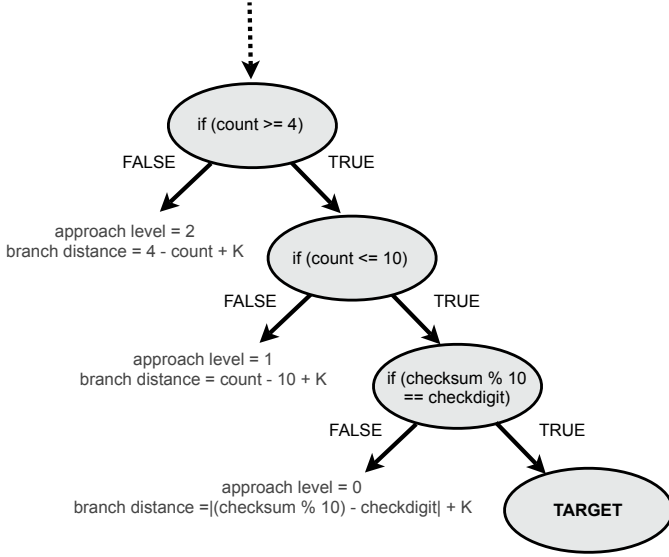 if (count >= 4)
FALSE
TRUE
approach level = 2
branch distance = 4 - count + K
if (count <= 10)
FALSE
TRUE
approach level = 1
branch distance = count - 10 + K
if (checksum % 10
== checkdigit)
FALSE
TRUE
approach level = 0
branch distance =|(checksum % 10) - checkdigit| + K
TARGET